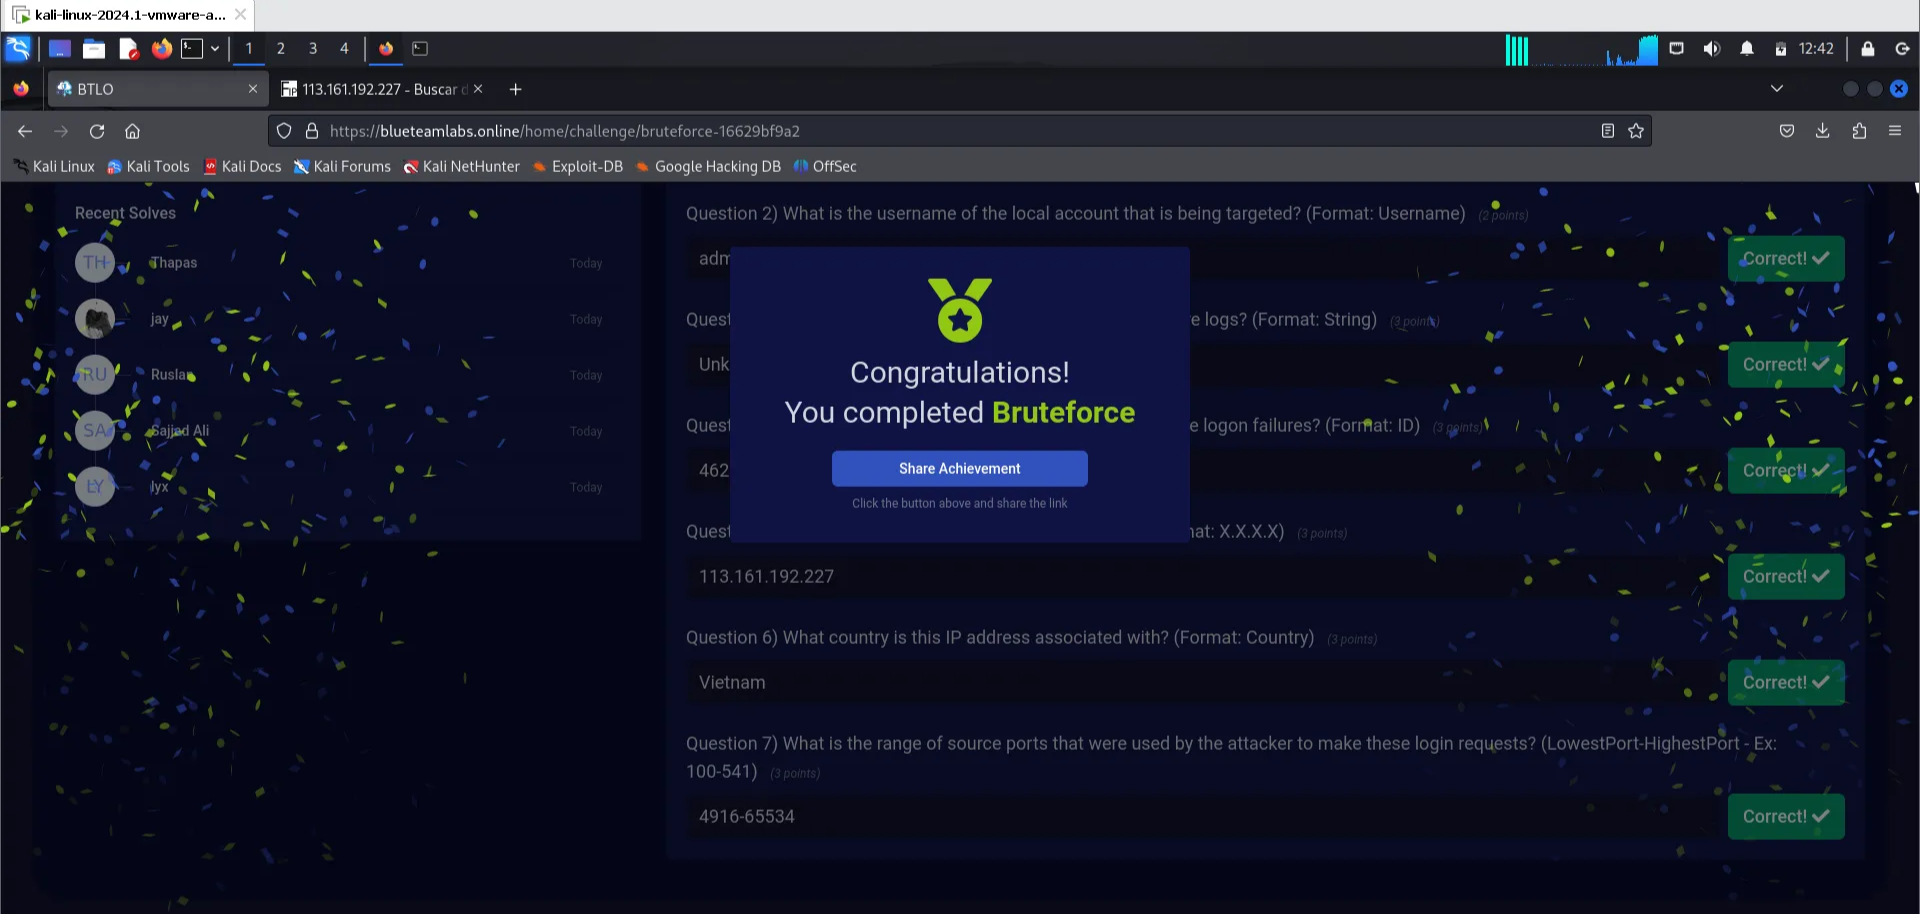 kali-linux-2024.1-vmware-a...
1 2 3 4
12:42
BTLO
113.161.192.227 - Buscar d
https://blueteamlabs.online/home/challenge/bruteforce-16629bf9a2
Kali Linux Kali Tools Kali Docs Kali Forums Kali NetHunter Exploit-DB Google Hacking DB OffSec
Recent Solves
TH Thapas Today
jay Today
RU Ruslan Today
SA Sajjad Ali Today
LY lyx Today
Question 2) What is the username of the local account that is being targeted? (Format: Username) (2 points)
adm
Correct!
Quest
e logs? (Format: String) (3 points)
Unk
Correct!
Quest
e logon failures? (Format: ID) (3 points)
462
Correct!
Quest
nat: X.X.X.X) (3 points)
113.161.192.227
Correct!
Question 6) What country is this IP address associated with? (Format: Country) (3 points)
Vietnam
Correct!
Question 7) What is the range of source ports that were used by the attacker to make these login requests? (LowestPort-HighestPort - Ex:
100-541) (3 points)
4916-65534
Correct!
Congratulations!
You completed Bruteforce
Share Achievement
Click the button above and share the link